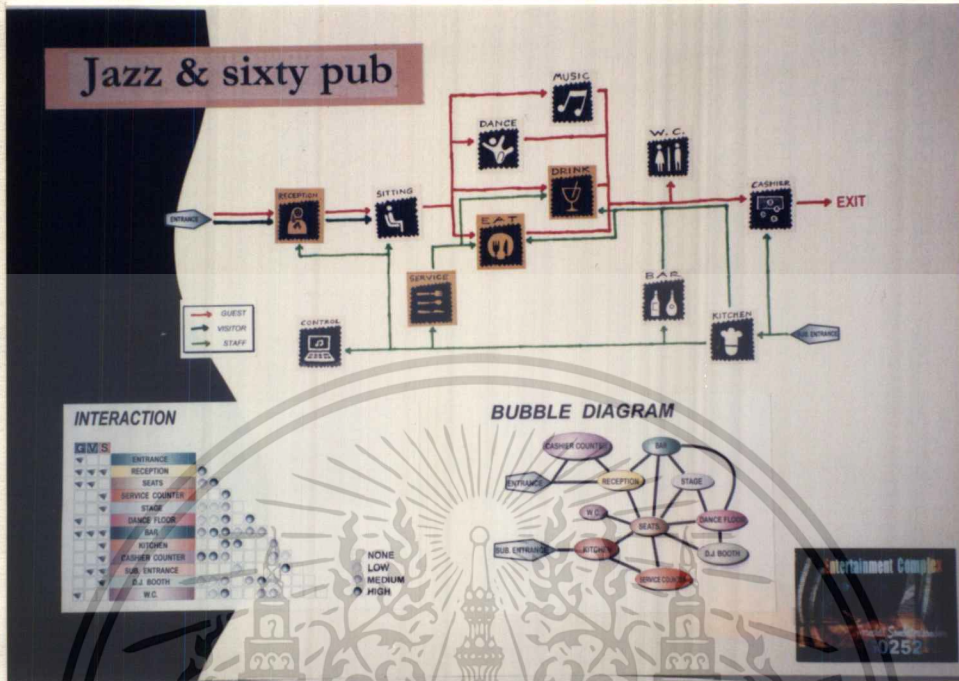 Jazz & sixty pub
MUSIC
DANCE
W.C.
DRINK
CASHIER
RECEPTION
SITTING
ENTRANCE
EXIT
EAT
SERVICE
BAR
KITCHEN
CONTROL
SUB. ENTRANCE
GUEST
VISITOR
STAFF
INTERACTION
G V S
ENTRANCE
RECEPTION
SEATS
SERVICE COUNTER
STAGE
DANCE FLOOR
BAR
KITCHEN
CASHIER COUNTER
SUB. ENTRANCE
D.J BOOTH
W.C.
NONE
LOW
MEDIUM
HIGH
BUBBLE DIAGRAM
CASHIER COUNTER
BAR
ENTRANCE
RECEPTION
STAGE
W.C.
SEATS
DANCE FLOOR
SUB. ENTRANCE
KITCHEN
D.J BOOTH
SERVICE COUNTER
Entertainment Complex
0252